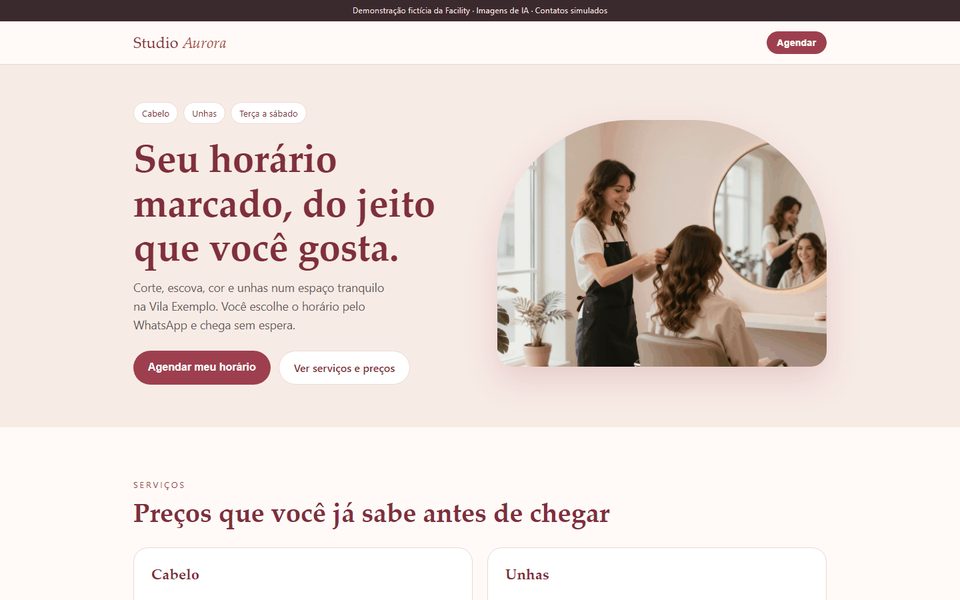 Demonstração fictícia da Facility · Imagens de IA · Contatos simulados
Studio Aurora
Agendar
Cabelo
Unhas
Terça a sábado
Seu horário
marcado, do jeito
que você gosta.
Corte, escova, cor e unhas num espaço tranquilo
na Vila Exemplo. Você escolhe o horário pelo
WhatsApp e chega sem espera.
Agendar meu horário
Ver serviços e preços
SERVIÇOS
Preços que você já sabe antes de chegar
Cabelo
Unhas